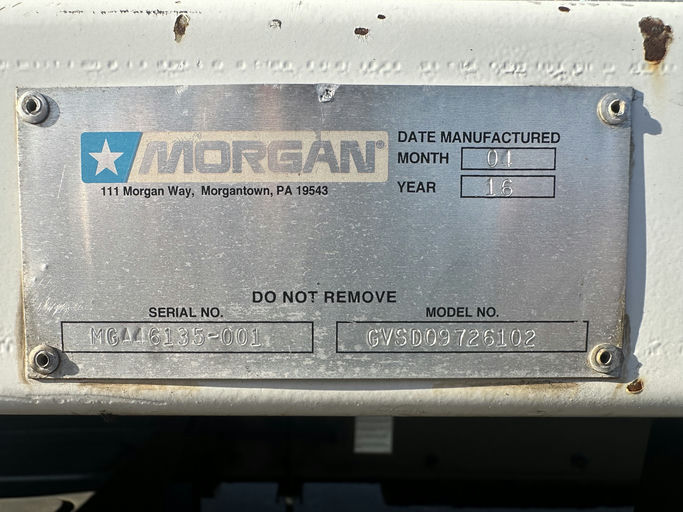 MORGAN®
111 Morgan Way, Morgantown, PA 19543
DATE MANUFACTURED
MONTH 01
YEAR 16
DO NOT REMOVE
SERIAL NO.
MGA46135-001
MODEL NO.
GVSD09726102